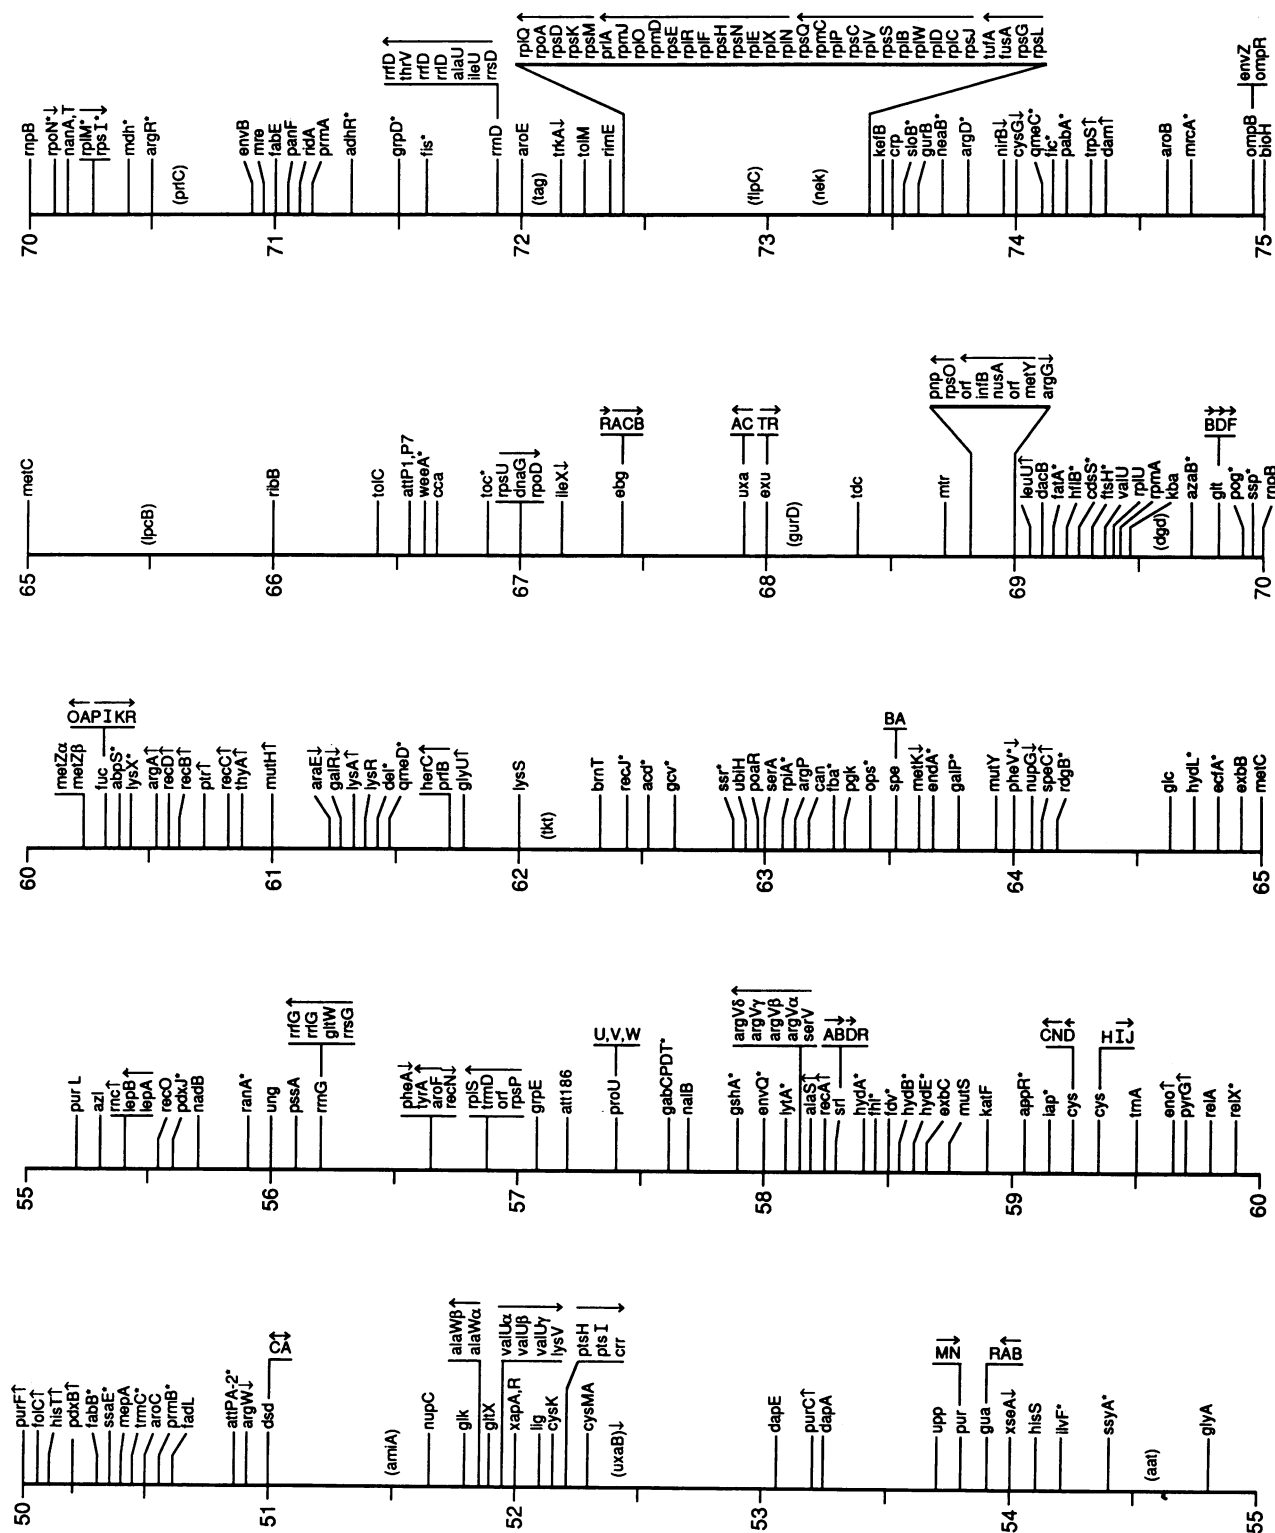 50
purF↑
folC↑
hisT↑
pdxB↑
fabB*
ssaE*
mepA
trmC*
aroC
prmB*
fadL
attPA-2*
argW↓
51
dsd
CA
(amiA)
nupC
glk
alaWβ
alaWα
gltX
valUα
valUβ
valUγ
lysV
52
xapA,R
lig
cysK
ptsH
ptsI
crr
cysMA
(uxaB)↓
53
dapE
purC↑
dapA
54
upp
pur
MN
gua
RAB
xseA↓
hisS
ilvF*
ssyA*
(aat)
glyA
55
55
purL
azl
rnc↑
lepB
lepA
recO
pdxJ*
nadB
ranA*
56
ung
pssA
rrnG
rrfG
rrlG
gltW
rrsG
pheA↓
tyrA
aroF
recN↓
rplS
trmD
orf
rpsP
57
grpE
att186
proU
U,V,W
gabCPDT*
nalB
gshA*
58
envQ*
lytA*
argVδ
argVγ
argVβ
argVα
serV
alaS↑
recA↑
srl
ABDR
hydA*
fhl*
fdv*
hydB*
hydE*
exbC
mutS
katF
59
appR*
iap*
cys
CND
cys
HIJ
trnA
eno↑
pyrG↑
relA
relX*
60
60
metZα
metZβ
fuc
OAPIKR
abpS*
lysX*
argA↑
recD↑
recB↑
ptr↑
recC↑
thyA↑
61
mutH↑
araE↓
galR↓
lysA↑
lysR
del*
qmeD*
herC
prfB
glyU↑
62
lysS
(tkt)
brnT
recJ*
acd*
gcv*
ssr*
ubiH
poaR
63
serA
rpiA*
argP
can
fba*
pgk
ops*
spe
BA
metK↓
endA*
galP*
mutY
64
pheV*↓
nupG↓
speC↑
rdgB*
glc
hydL*
ecfA*
exbB
metC
65
65
metC
(lpcB)
66
ribB
tolC
attP1,P7
weeA*
cca
toc*
67
rpsU
dnaG
rpoD
ileX↓
ebg
RACB
uxa
AC
68
exu
TR
(gurD)
tdc
mtr
pnp
rpsO
orf
infB
nusA
orf
metY
argG↓
69
leuU↑
dacB
fatA*
hflB*
cdsS*
ftsH*
valU
rplU
rpmA
kba
(dgd)
azaB*
glt
BDF
pog*
ssp*
rnpB
70
70
rnpB
rpoN*↓
nanA,T
rplM*
rpsI*
mdh*
argR*
(prlC)
envB
mre
71
fabE
panF
ridA
prmA
adhR*
grpD*
fis*
rrnD
rrfD
thrV
rrfD
rrlD
alaU
ileU
rrsD
72
aroE
(tag)
trkA↓
tolM
rimE
rplQ
rpoA
rpsD
rpsK
rpsM
prlA
rpmJ
rplO
rpmD
rpsE
rplR
rplF
rpsH
rpsN
rplE
rplX
rplN
rpsQ
rpmC
rplP
rpsC
rplV
rpsS
rplB
rplW
rplD
rplC
rpsJ
tufA
fusA
rpsG
rpsL
73
(flpC)
(nek)
kefB
crp
sloB*
gurB
neaB*
argD*
nirB↓
74
cysG↓
qmeC*
fic*
pabA*
trpS↑
dam↑
aroB
mrcA*
ompB
envZ
ompR
bioH
75